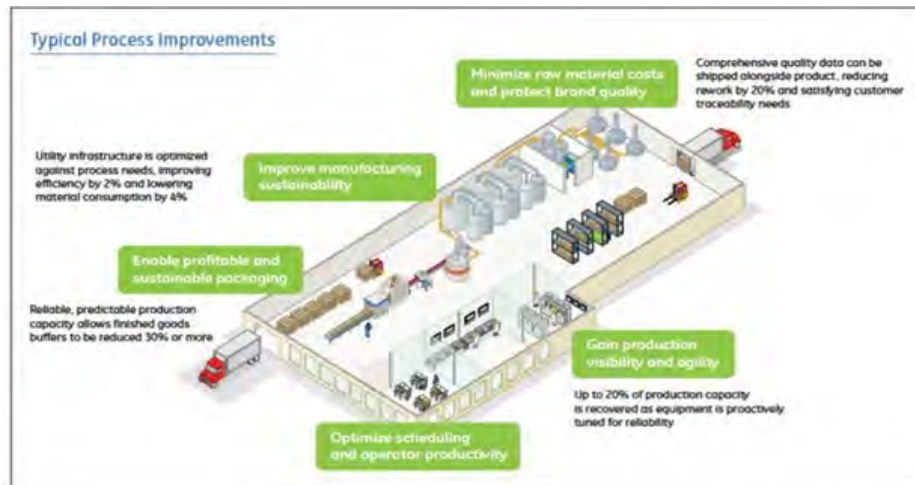 Typical Process Improvements
Minimize raw material costs
and protect brand quality
Comprehensive quality data can be
shipped alongside product, reducing
rework by 20% and satisfying customer
traceability needs
Utility infrastructure is optimized
against process needs, improving
efficiency by 2% and lowering
material consumption by 4%
Improve manufacturing
sustainability
Enable profitable and
sustainable packaging
Reliable, predictable production
capacity allows finished goods
buffers to be reduced 30% or more
Gain production
visibility and agility
Up to 20% of production capacity
is recovered as equipment is proactively
tuned for reliability
Optimize scheduling
and operator productivity